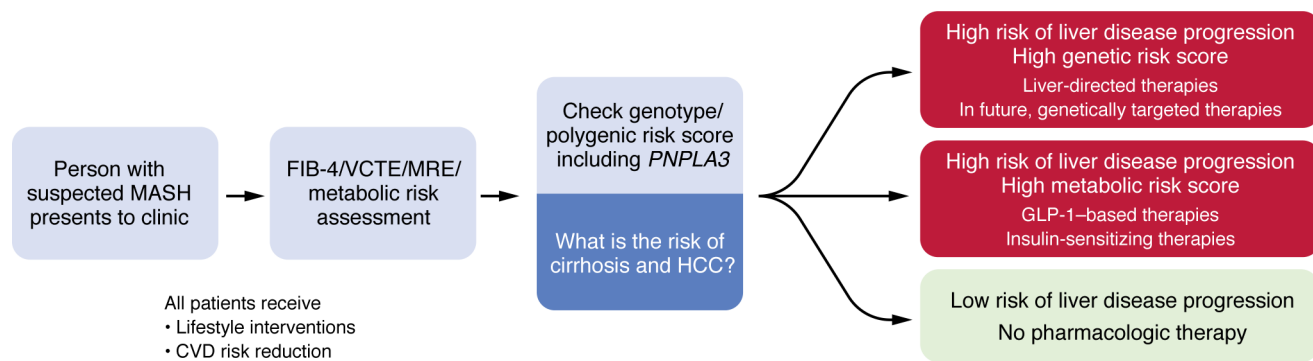 Person with
suspected MASH
presents to clinic
FIB-4/VCTE/MRE/
metabolic risk
assessment
All patients receive
• Lifestyle interventions
• CVD risk reduction
Check genotype/
polygenic risk score
including PNPLA3
What is the risk of
cirrhosis and HCC?
High risk of liver disease progression
High genetic risk score
Liver-directed therapies
In future, genetically targeted therapies
High risk of liver disease progression
High metabolic risk score
GLP-1–based therapies
Insulin-sensitizing therapies
Low risk of liver disease progression
No pharmacologic therapy